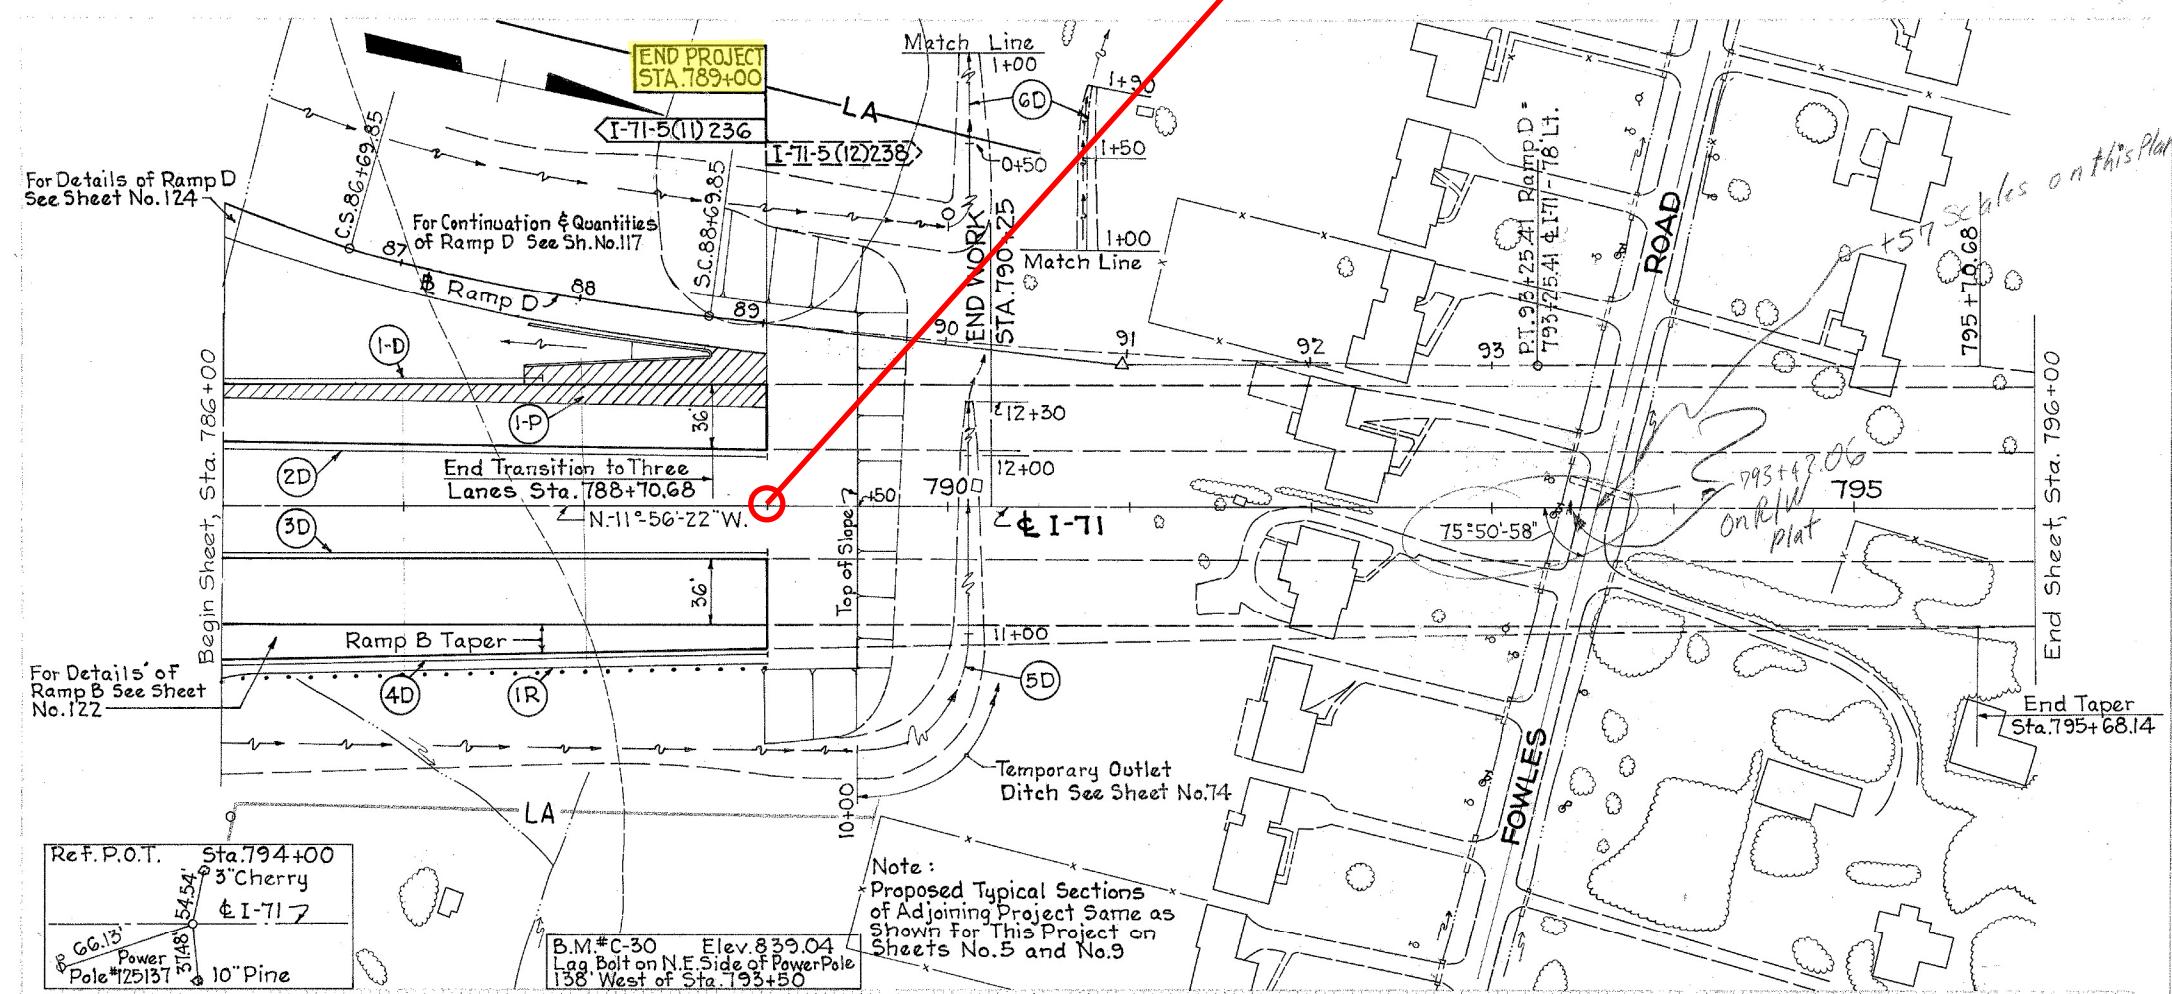 END PROJECT
STA. 789+00
I-71-5(11)236
I-71-5(12)238
LA
Match Line
1+00
6D
0+50
1+90
1+50
1+00
Match Line
For Details of Ramp D
See Sheet No. 124
C.S. 86+69.85
For Continuation & Quantities
of Ramp D See Sh. No. 117
S.C. 88+69.85
87
℄ Ramp D
88
89
90
91
92
93
END WORK
STA. 790+25
P.T. 93+25.41 Ramp "D" =
793+25.41 ℄ I-71-78' Lt.
ROAD
+57 scales on this Plat
795+70.68
Begin Sheet, Sta. 786+00
1-D
1-P
36'
2D
End Transition to Three
Lanes Sta. 788+70.68
N.-11°-56'-22" W.
3D
36'
Ramp B Taper
4D
1R
For Details of
Ramp B See Sheet
No. 122
Top of Slope
+50
790
12+30
12+00
℄ I-71
11+00
5D
10+00
75°50'-58"
793+42.06
on R/W
plat
795
End Sheet, Sta. 796+00
End Taper
Sta. 795+68.14
FOWLES
Temporary Outlet
Ditch See Sheet No. 74
LA
Ref. P.O.T. Sta. 794+00
3" Cherry
54.54'
℄ I-71
66.13'
37.48'
Power
Pole #125137
10" Pine
B.M. #C-30 Elev. 839.04
Lag Bolt on N.E. Side of Power Pole
138' West of Sta. 793+50
Note:
Proposed Typical Sections
of Adjoining Project Same as
Shown For This Project on
Sheets No. 5 and No. 9